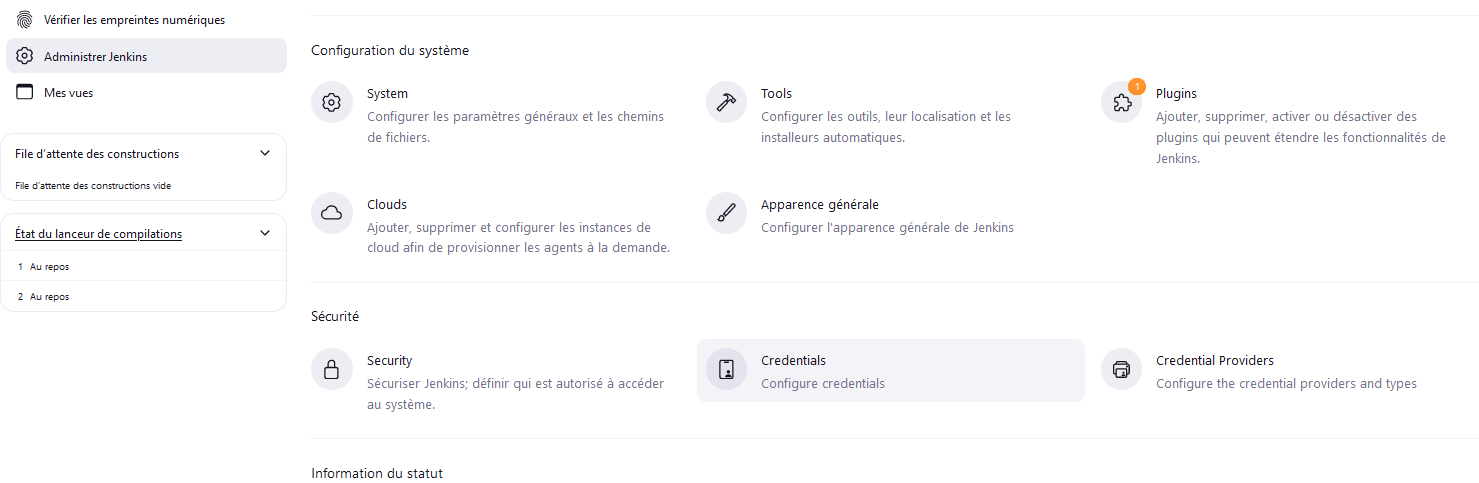 Vérifier les empreintes numériques
Administrer Jenkins
Mes vues
File d'attente des constructions
File d'attente des constructions vide
État du lanceur de compilations
1 Au repos
2 Au repos
Configuration du système
System
Configurer les paramètres généraux et les chemins
de fichiers.
Tools
Configurer les outils, leur localisation et les
installeurs automatiques.
1
Plugins
Ajouter, supprimer, activer ou désactiver des
plugins qui peuvent étendre les fonctionnalités de
Jenkins.
Clouds
Ajouter, supprimer et configurer les instances de
cloud afin de provisionner les agents à la demande.
Apparence générale
Configurer l'apparence générale de Jenkins
Sécurité
Security
Sécuriser Jenkins; définir qui est autorisé à accéder
au système.
Credentials
Configure credentials
Credential Providers
Configure the credential providers and types
Information du statut